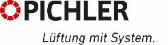 PICHLER
Lüftung mit System.